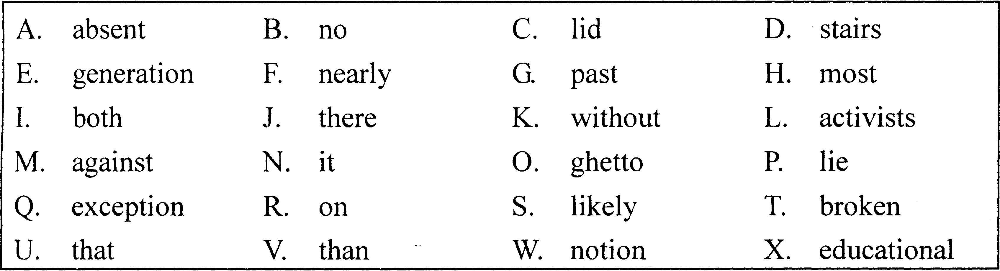 A. absent B. no C. lid D. stairs
E. generation F. nearly G. past H. most
I. both J. there K. without L. activists
M. against N. it O. ghetto P. lie
Q. exception R. on S. likely T. broken
U. that V. than W. notion X. educational